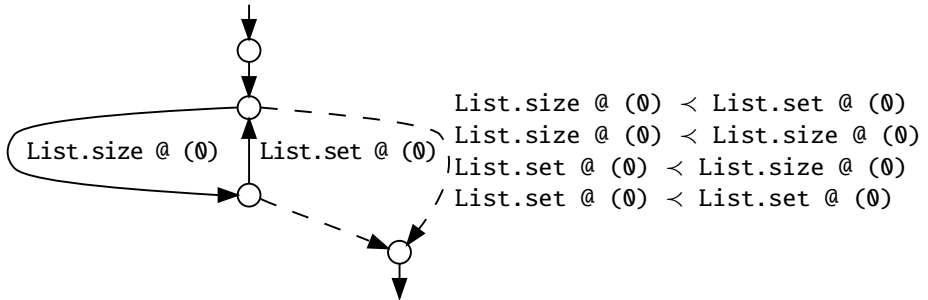 List.size @ (0)
List.set @ (0)
List.size @ (0) ≺ List.set @ (0)
List.size @ (0) ≺ List.size @ (0)
List.set @ (0) ≺ List.size @ (0)
List.set @ (0) ≺ List.set @ (0)